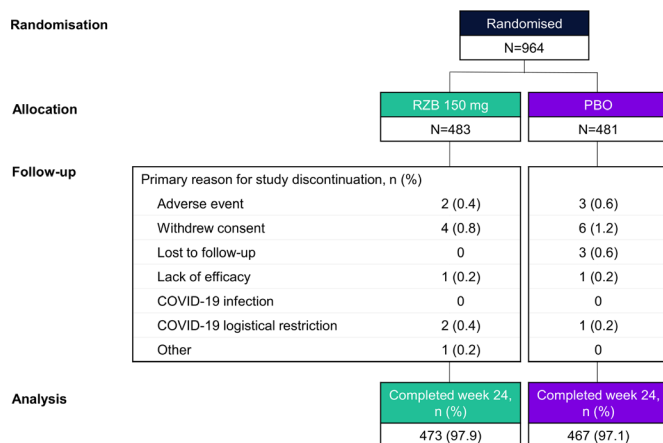 Randomisation
Randomised
N=964
Allocation
RZB 150 mg
PBO
N=483
N=481
Follow-up
Primary reason for study discontinuation, n (%)
Adverse event 2 (0.4) 3 (0.6)
Withdrew consent 4 (0.8) 6 (1.2)
Lost to follow-up 0 3 (0.6)
Lack of efficacy 1 (0.2) 1 (0.2)
COVID-19 infection 0 0
COVID-19 logistical restriction 2 (0.4) 1 (0.2)
Other 1 (0.2) 0
Analysis
Completed week 24,
n (%)
Completed week 24,
n (%)
473 (97.9)
467 (97.1)